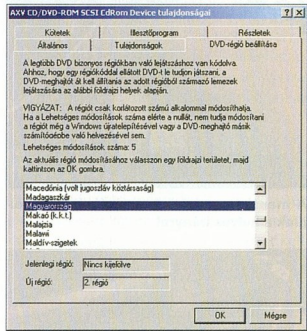 AXV CD/DVD-ROM SCSI CdRom Device tulajdonságai
Kötetek Illesztőprogram Részletek
Általános Tulajdonságok DVD-régió beállítása
A legtöbb DVD bizonyos régiókban való lejátszáshoz van kódolva.
Ahhoz, hogy egy régiókóddal ellátott DVD-t le tudjon játszani, a
DVD-meghajtót át kell állítania az adott régióból származó lemezek
lejátszására az alábbi földrajzi helyek alapján.
VIGYÁZAT: A régiót csak korlátozott számú alkalommal módosíthatja.
Ha a Lehetséges módosítások száma elérte a nullát, nem tudja módosítani
a régiót még a Windows újratelepítésével vagy a DVD-meghajtó másik
számítógépbe való helyezésével sem.
Lehetséges módosítások száma: 5
Az aktuális régió módosításához válasszon egy földrajzi területet, majd
kattintson az OK gombra.
Macedónia (volt jugoszláv köztársaság)
Madagaszkár
Magyarország
Makaó (k.k.t.)
Malajzia
Malawi
Maldív-szigetek
Jelenlegi régió: Nincs kijelölve
Új régió: 2. régió
OK Mégse